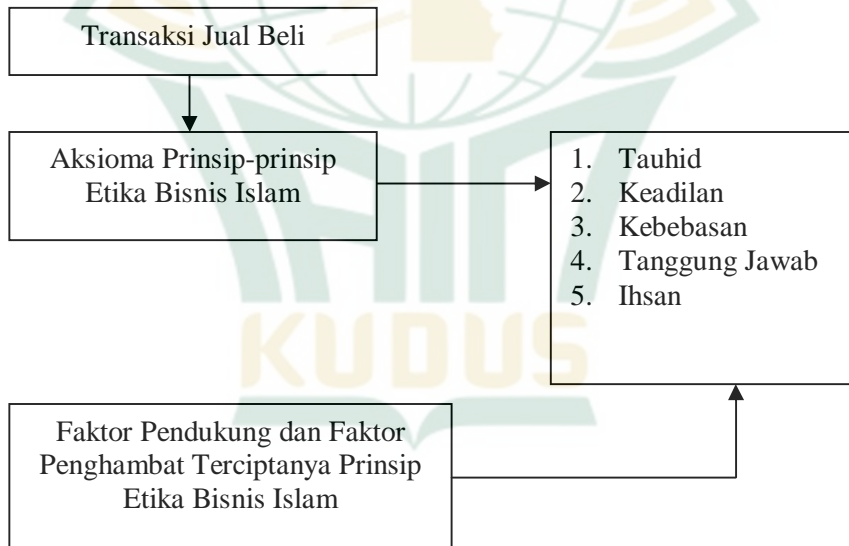 Transaksi Jual Beli
Aksioma Prinsip-prinsip
Etika Bisnis Islam
1. Tauhid
2. Keadilan
3. Kebebasan
4. Tanggung Jawab
5. Ihsan
KUDUS
Faktor Pendukung dan Faktor
Penghambat Terciptanya Prinsip
Etika Bisnis Islam